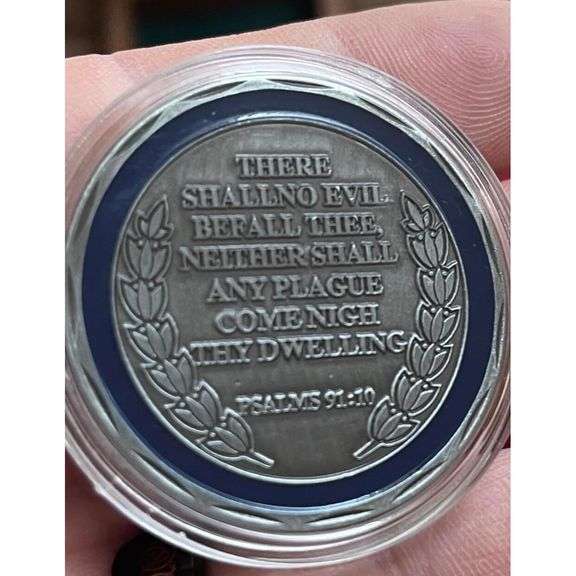 THERE
SHALLNO EVIL
BEFALL THEE,
NEITHER SHALL
ANY PLAGUE
COME NIGH
THY DWELLING
PSALMS 91:10